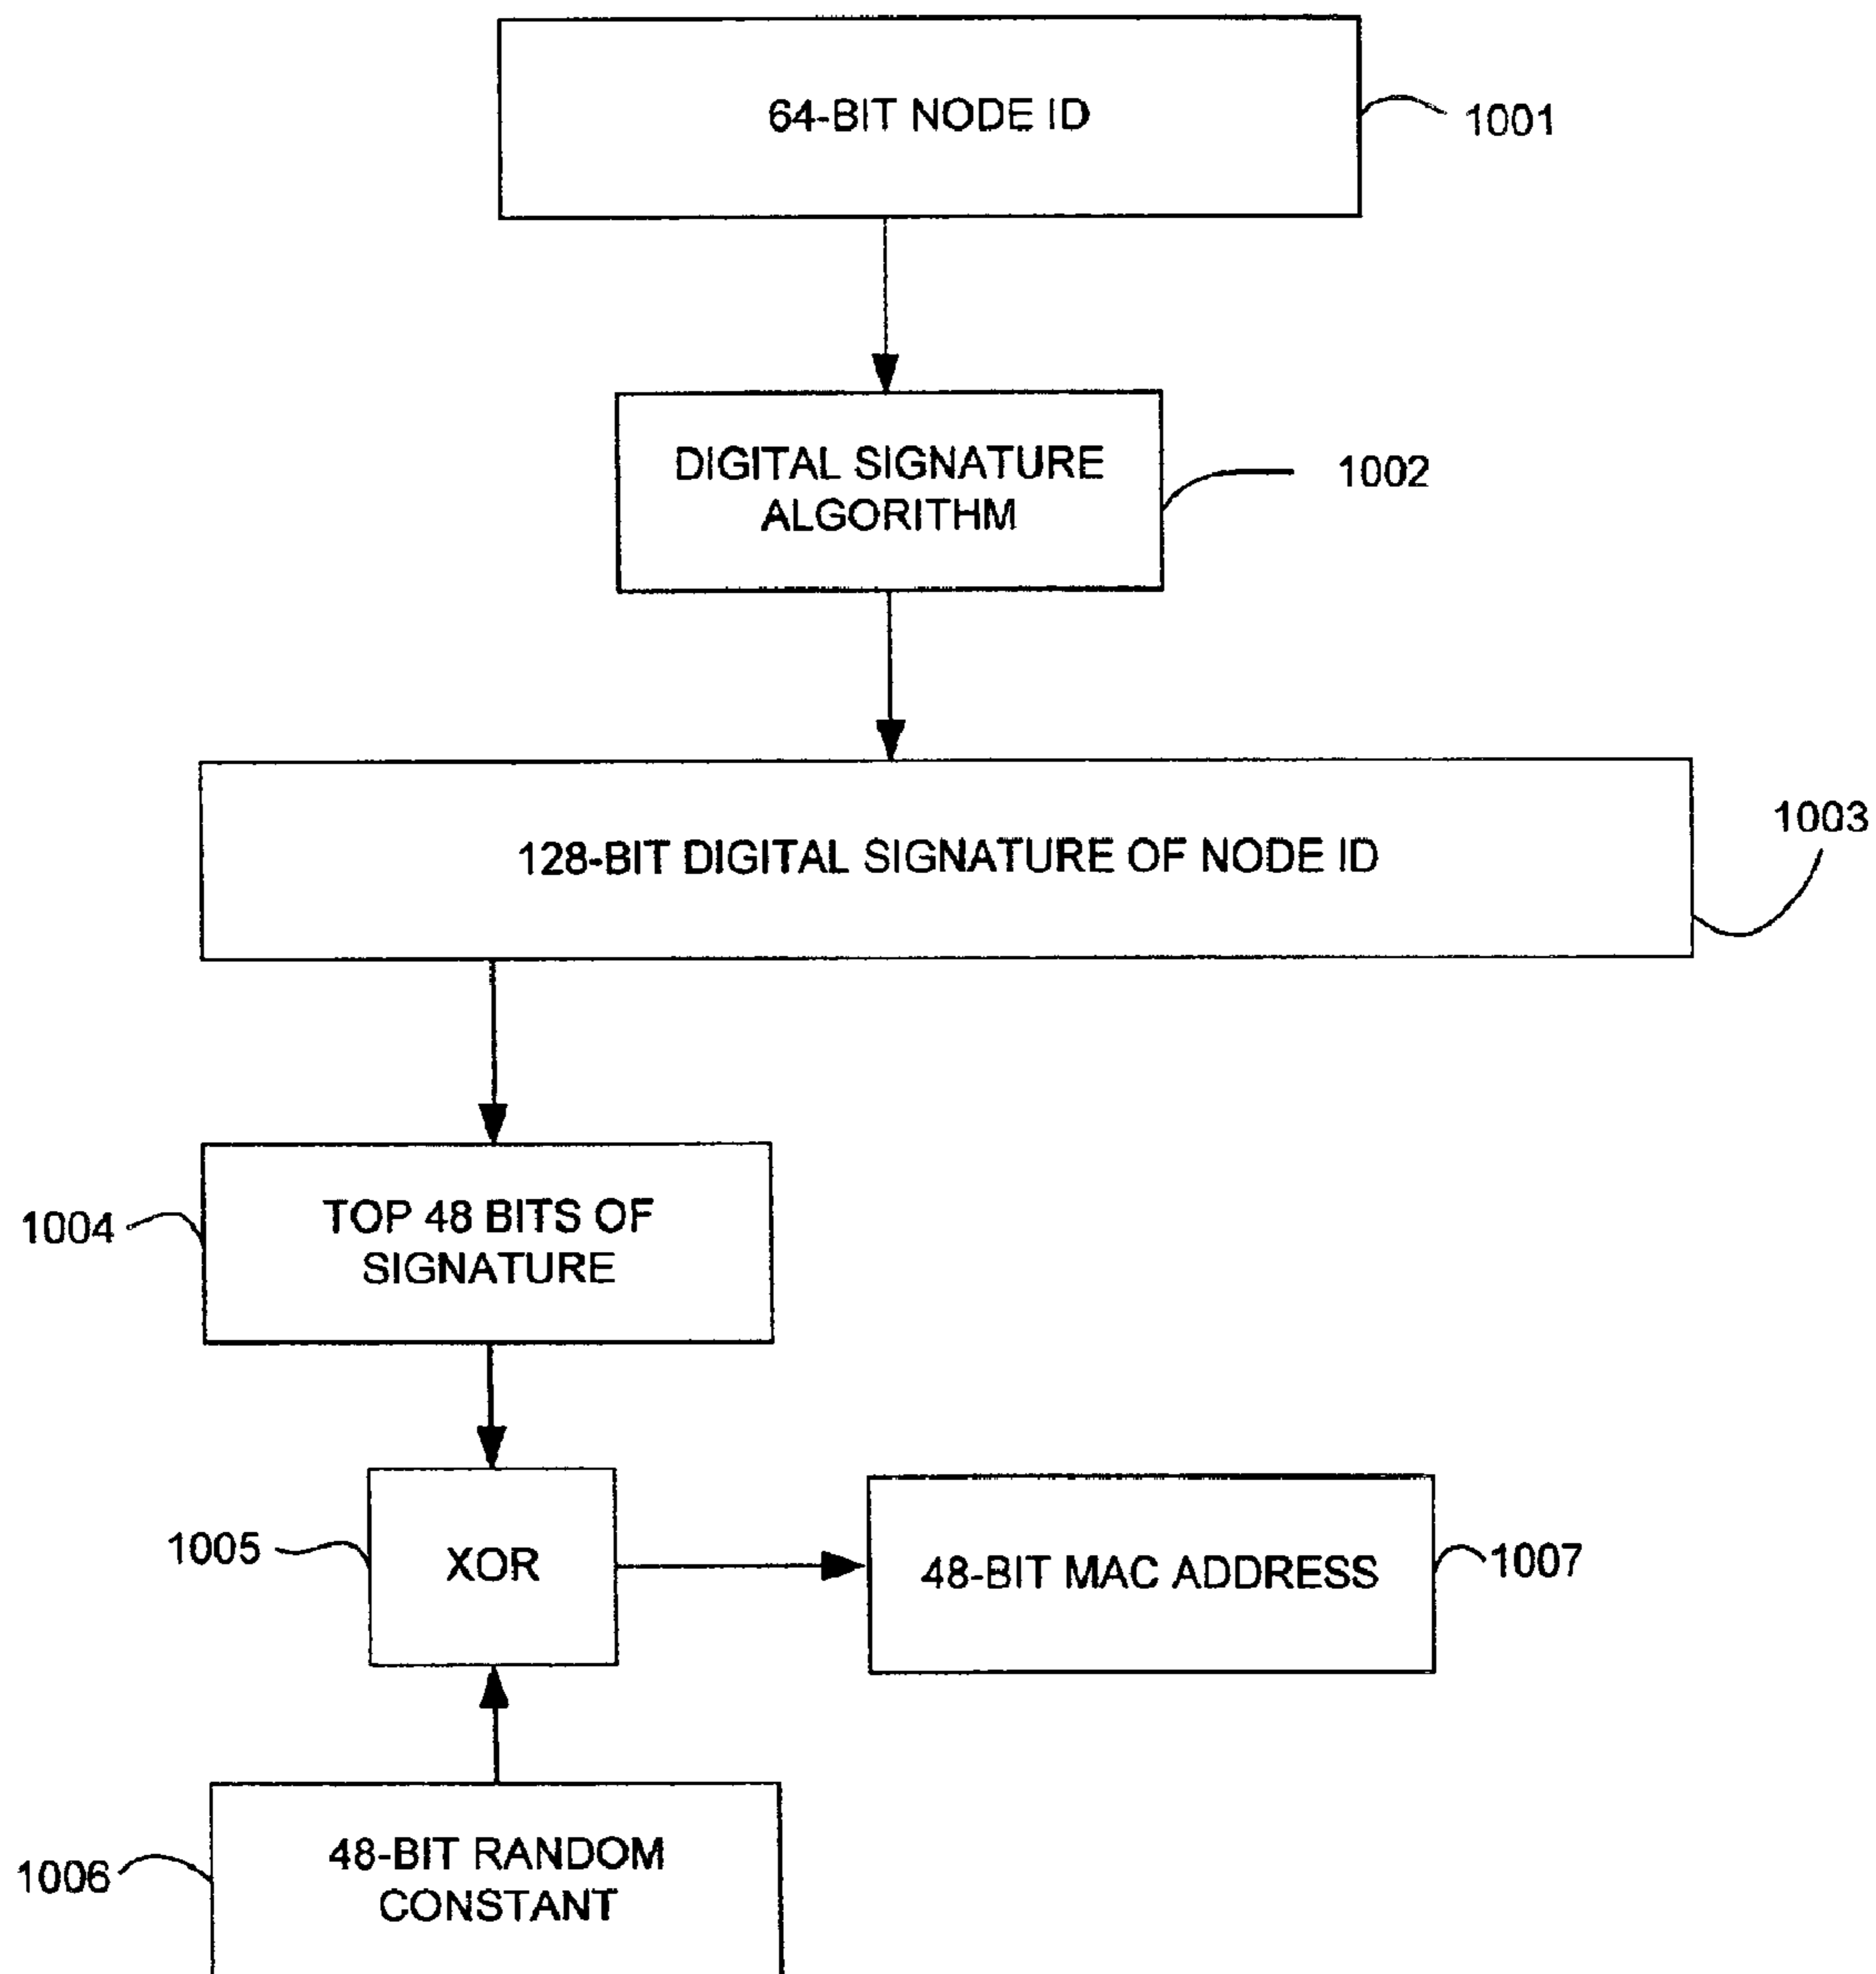 64-BIT NODE ID
1001
DIGITAL SIGNATURE
ALGORITHM
1002
128-BIT DIGITAL SIGNATURE OF NODE ID
1003
1004
TOP 48 BITS OF
SIGNATURE
1005
XOR
48-BIT MAC ADDRESS
1007
1006
48-BIT RANDOM
CONSTANT